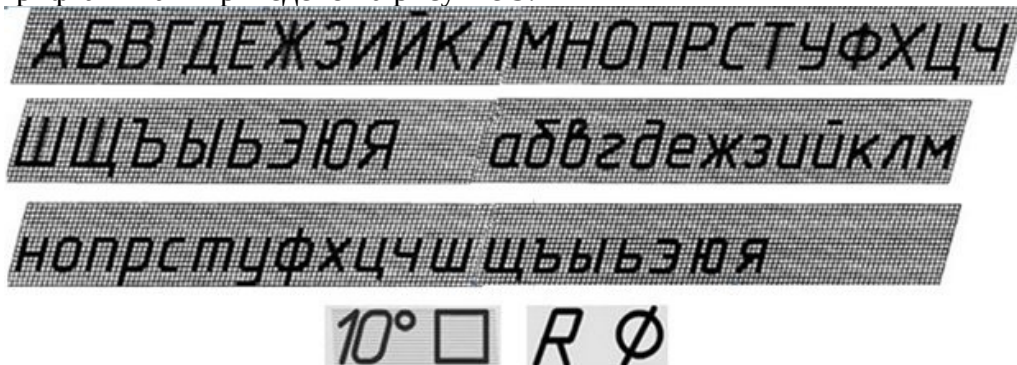 АБВГДЕЖЗИЙКЛМНОПРСТУФХЦЧ
ШЩЪЫЬЭЮЯ абвгдежзийклм
нопрстуфхцчшщъыьэюя
10° □ R ϕ